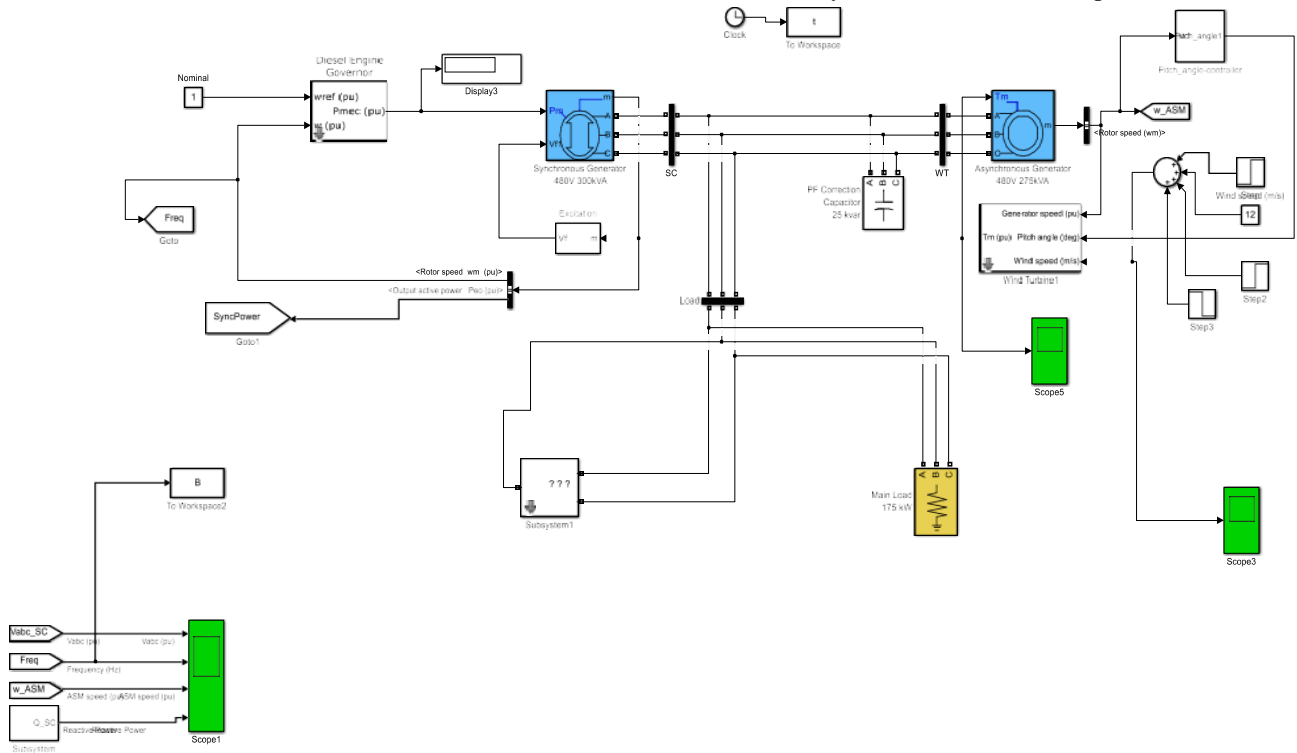 t
Clock
To Workspace
Pitch_angle1
Pitch_angle-controller
Diesel Engine
Governor
Nominal
1
wref (pu)
Pmec (pu)
w (pu)
Display3
Pm
m
A
B
C
Vf
Synchronous Generator
480V 300kVA
SC
WT
Tm
A
B
C
m
Asynchronous Generator
480V 275kVA
<Rotor speed (wm)>
w_ASM
A B C
PF Correction
Capacitor
25 kvar
Wind speed (m/s)
12
Generator speed (pu)
Tm (pu) Pitch angle (deg)
Wind speed (m/s)
Wind Turbine1
Step2
Step3
Freq
Goto
Excitation
Vf m
<Rotor speed wm (pu)>
<Output active power Peo (pu)>
SyncPower
Goto1
Load
Scope5
? ? ?
Subsystem1
A B C
Main Load
175 kW
Scope3
B
To Workspace2
Vabc_SC
Vabc (pu)
Vabc (pu)
Freq
Frequency (Hz)
w_ASM
ASM speed (pu)
ASM speed (pu)
Q_SC
Reactive Power
Subsystem
Scope1